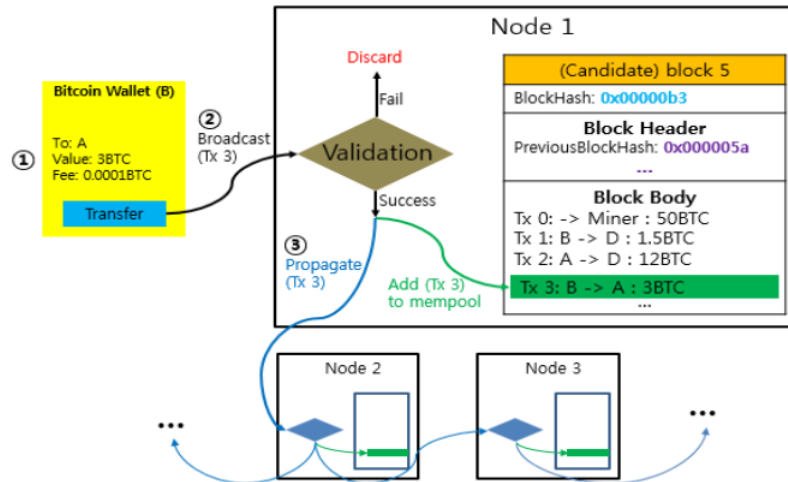 Node 1
Bitcoin Wallet (B)
①
To: A
Value: 3BTC
Fee: 0.0001BTC
Transfer
②
Broadcast
(Tx 3)
Discard
Fail
Validation
Success
③
Propagate
(Tx 3)
Add (Tx 3)
to mempool
(Candidate) block 5
BlockHash: 0x00000b3
Block Header
PreviousBlockHash: 0x000005a
...
Block Body
Tx 0: -> Miner : 50BTC
Tx 1: B -> D : 1.5BTC
Tx 2: A -> D : 12BTC
Tx 3: B -> A : 3BTC
...
Node 2
Node 3
...
...